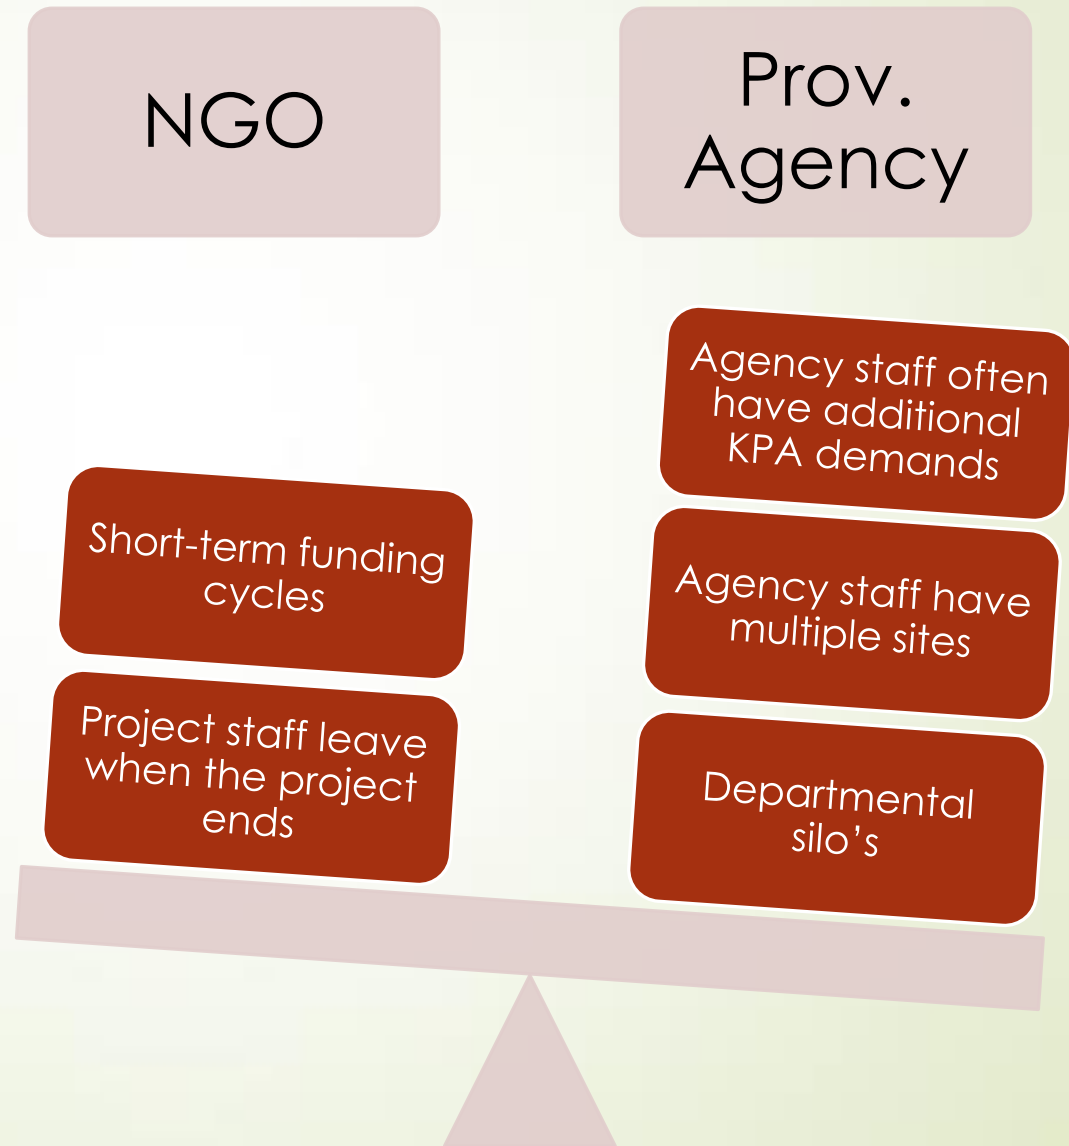 NGO
Prov.
Agency
Short-term funding
cycles
Project staff leave
when the project
ends
Agency staff often
have additional
KPA demands
Agency staff have
multiple sites
Departmental
silo’s